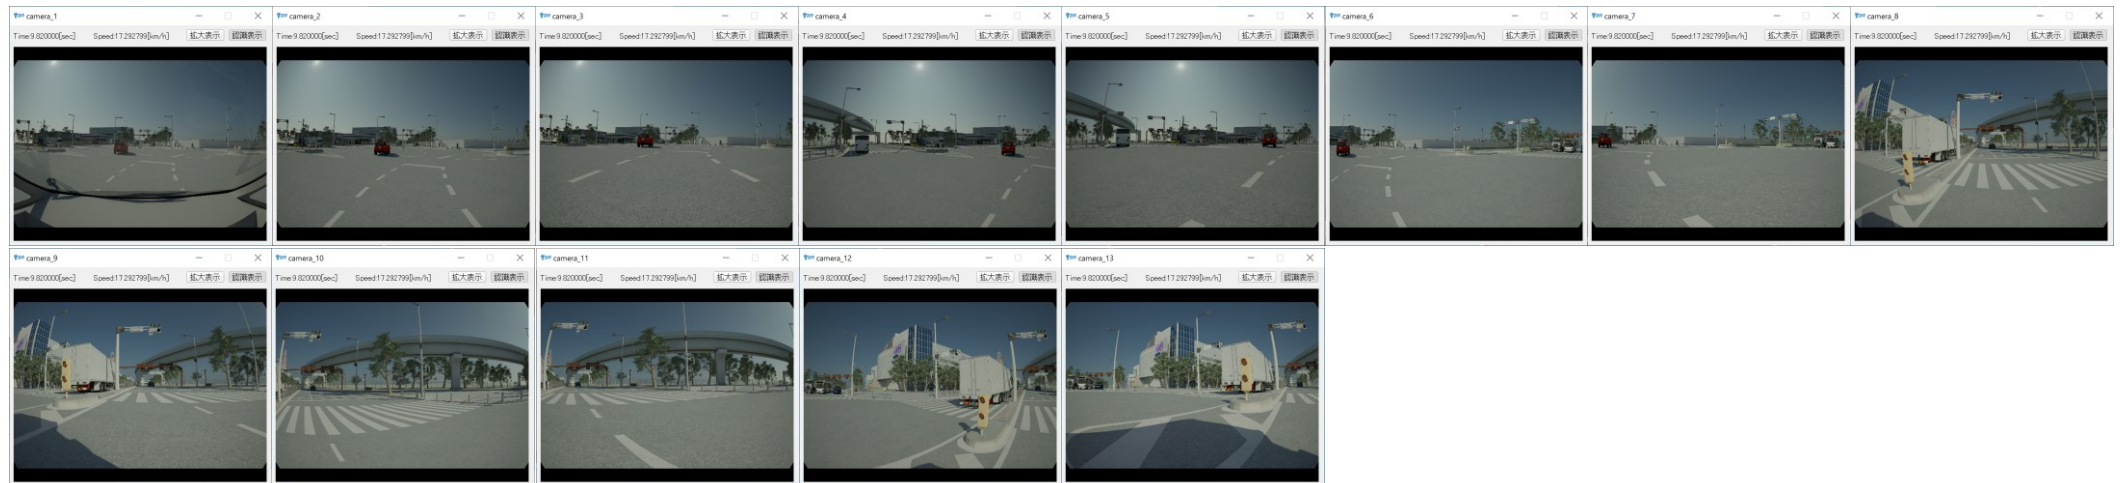 camera_1
Time:9.820000[sec] Speed:17.292799[km/h] 拡大表示 認識表示
camera_2
Time:9.820000[sec] Speed:17.292799[km/h] 拡大表示 認識表示
camera_3
Time:9.820000[sec] Speed:17.292799[km/h] 拡大表示 認識表示
camera_4
Time:9.820000[sec] Speed:17.292799[km/h] 拡大表示 認識表示
camera_5
Time:9.820000[sec] Speed:17.292799[km/h] 拡大表示 認識表示
camera_6
Time:9.820000[sec] Speed:17.292799[km/h] 拡大表示 認識表示
camera_7
Time:9.820000[sec] Speed:17.292799[km/h] 拡大表示 認識表示
camera_8
Time:9.820000[sec] Speed:17.292799[km/h] 拡大表示 認識表示
camera_9
Time:9.820000[sec] Speed:17.292799[km/h] 拡大表示 認識表示
camera_10
Time:9.820000[sec] Speed:17.292799[km/h] 拡大表示 認識表示
camera_11
Time:9.820000[sec] Speed:17.292799[km/h] 拡大表示 認識表示
camera_12
Time:9.820000[sec] Speed:17.292799[km/h] 拡大表示 認識表示
camera_13
Time:9.820000[sec] Speed:17.292799[km/h] 拡大表示 認識表示